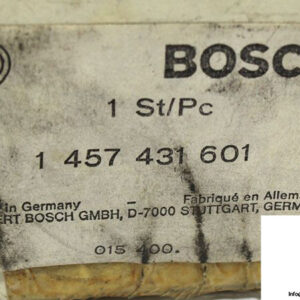 BOSC
1 St/Pc
1 457 431 601
in Germany Fabriqué en Allema
ERT BOSCH GMBH, D-7000 STUTTGART, GERM
015 400.